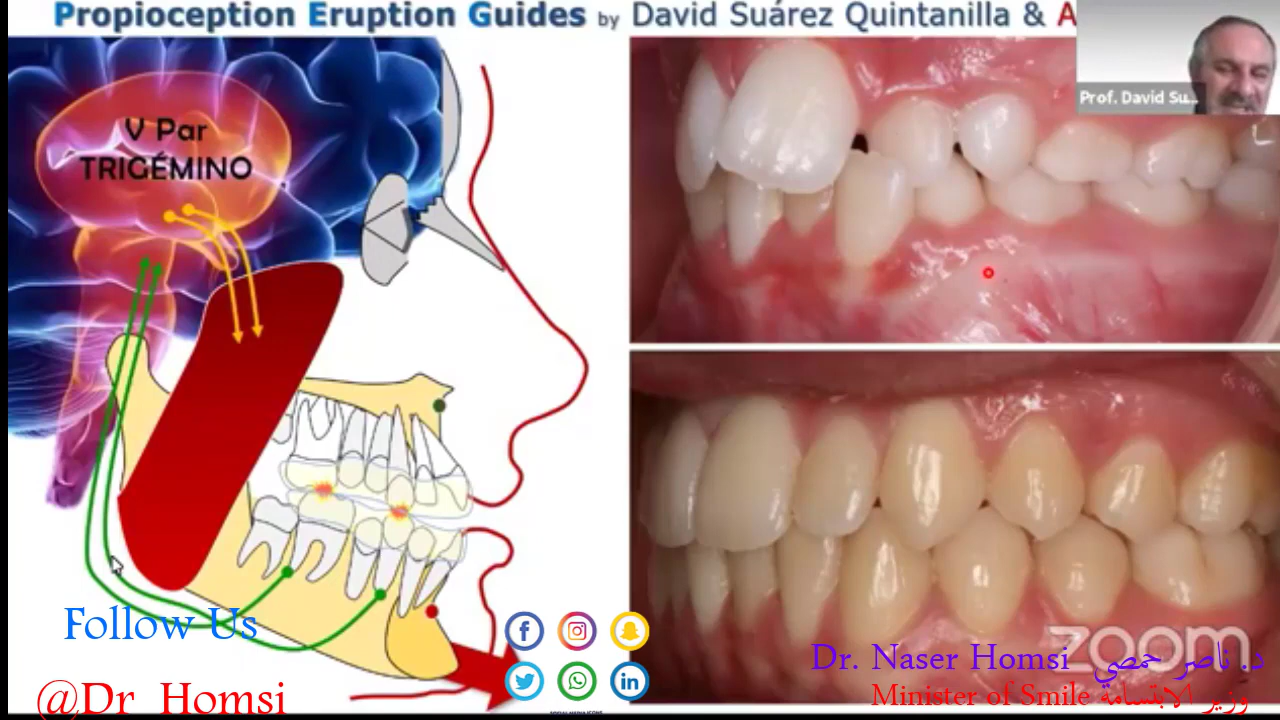 Propioception Eruption Guides by David Suárez Quintanilla & A
Prof. David Su...
V Par
TRIGÉMINO
Follow Us
@Dr_Homsi
zoom
Dr. Naser Homsi د. ناصر حمصي
Minister of Smile وزير الابتسامة